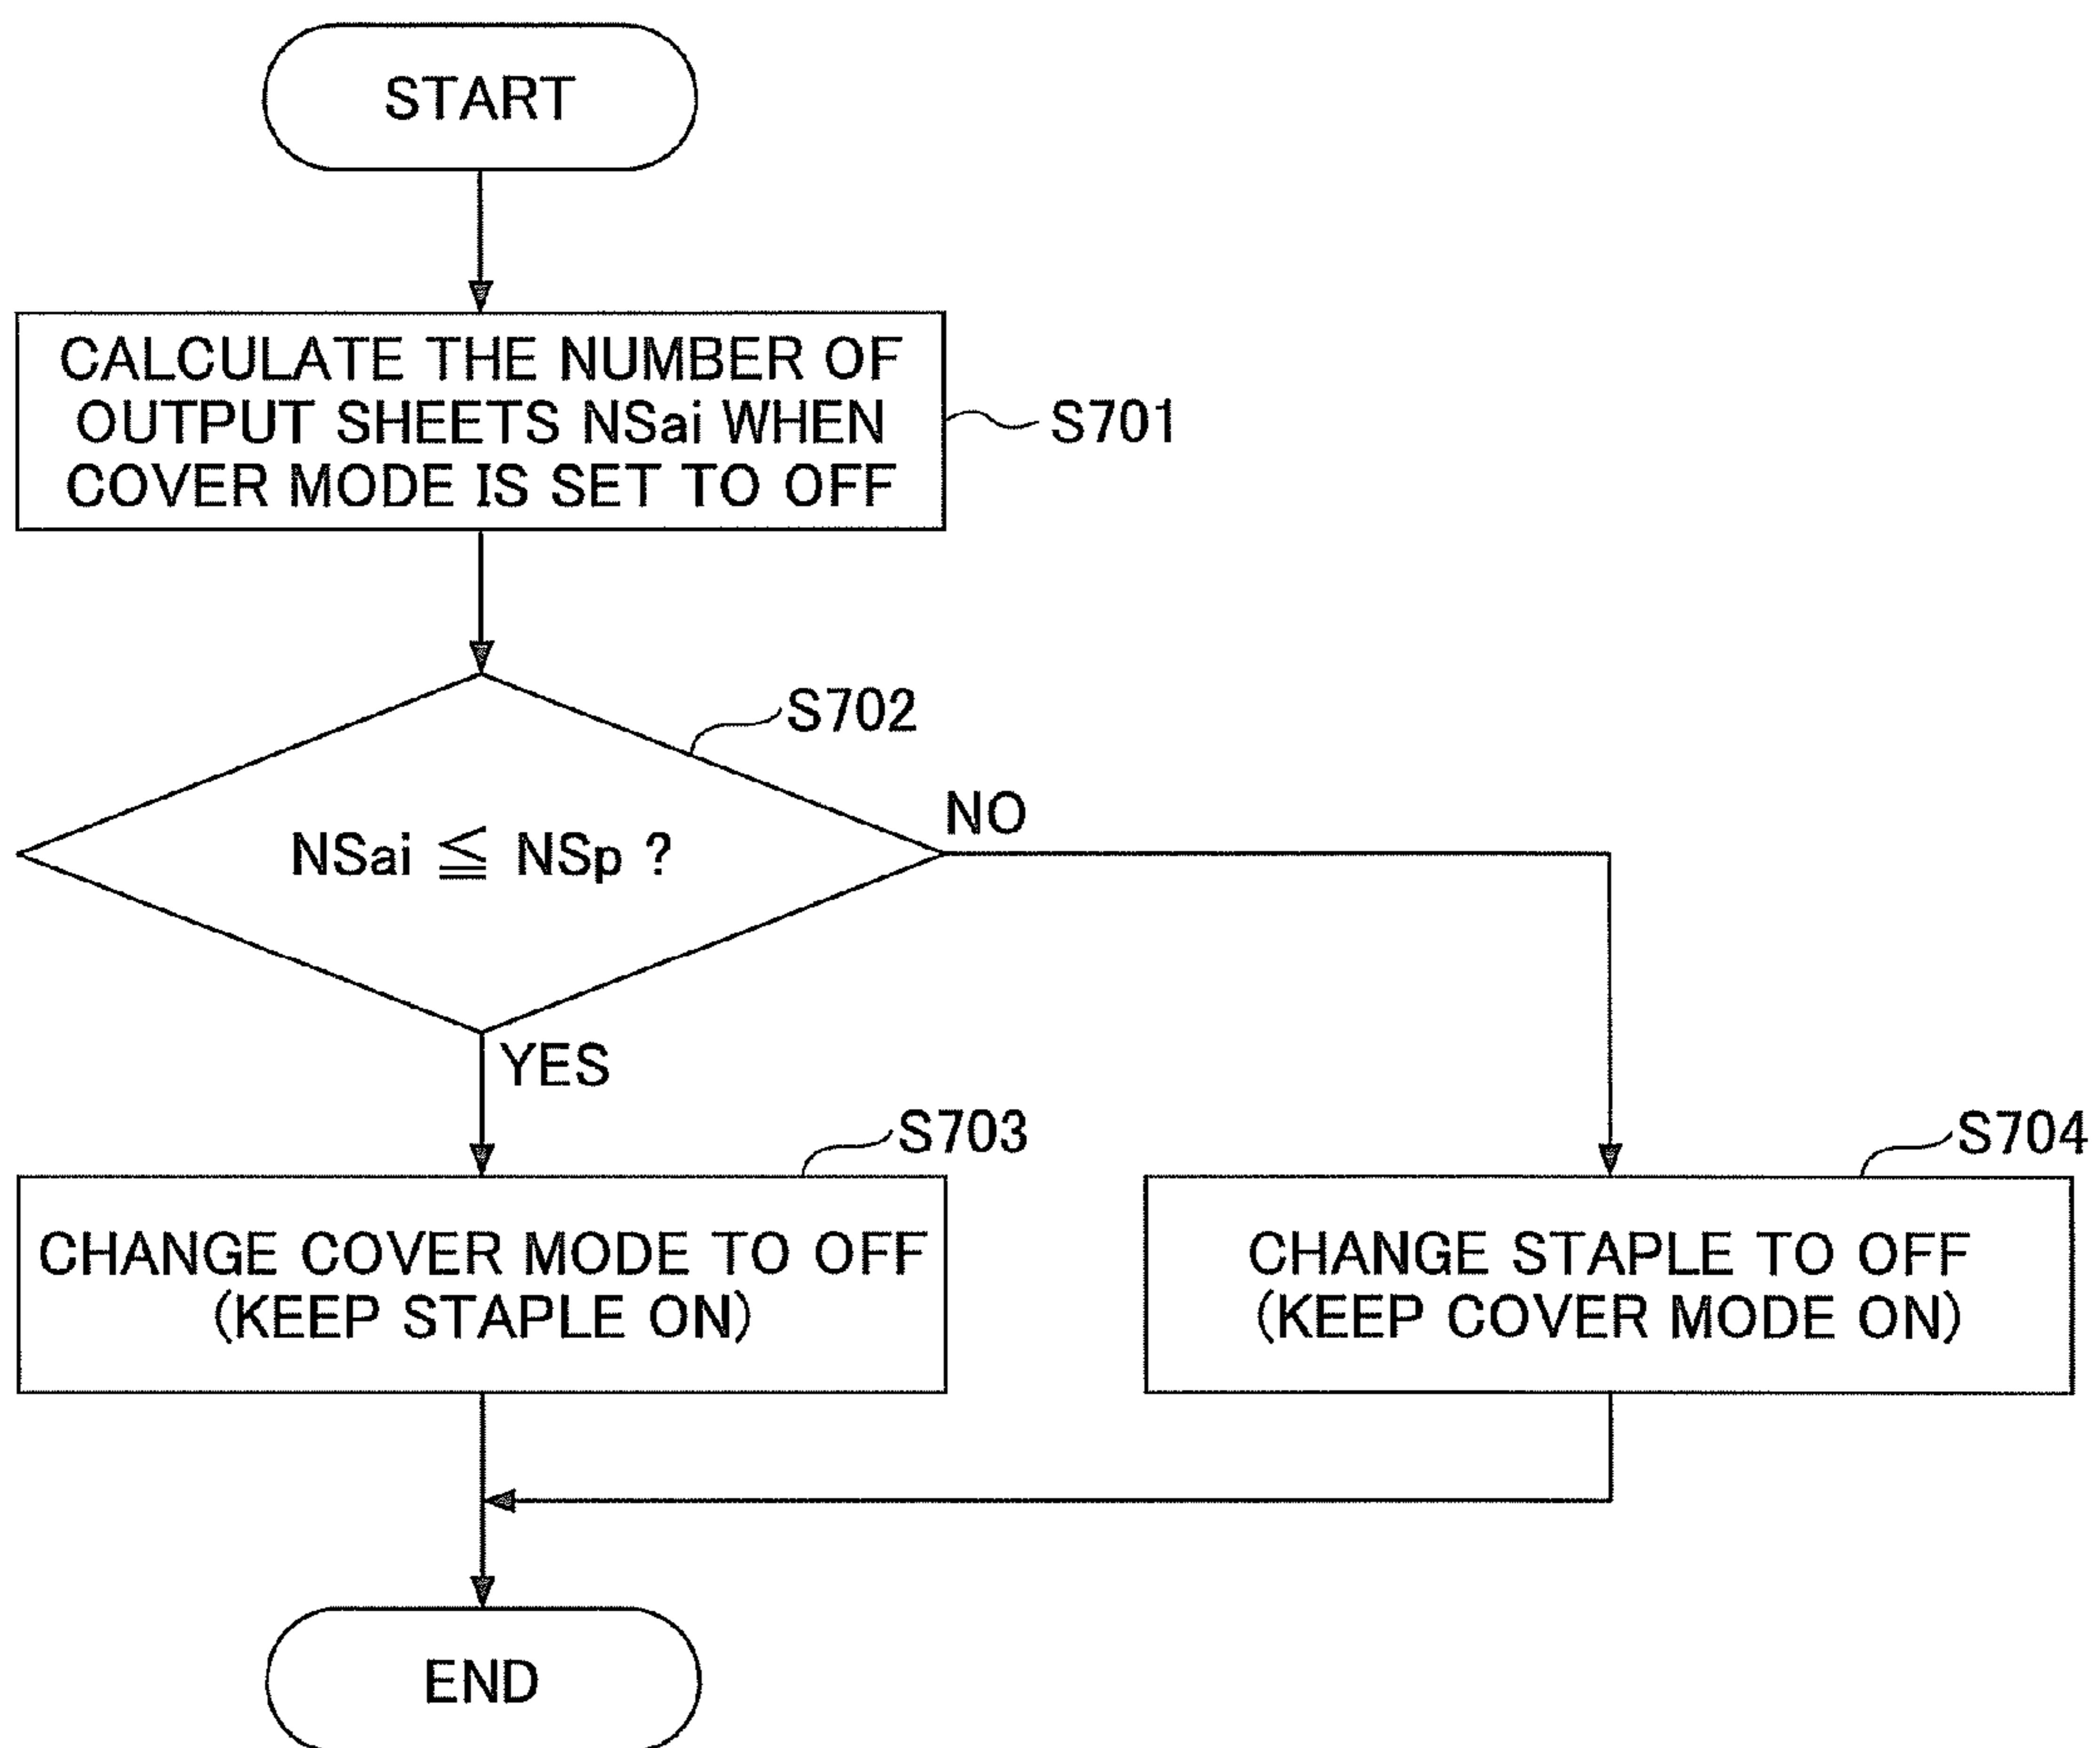 START
CALCULATE THE NUMBER OF
OUTPUT SHEETS NSai WHEN
COVER MODE IS SET TO OFF
S701
S702
NSai ≦ NSp ?
NO
YES
S703
CHANGE COVER MODE TO OFF
(KEEP STAPLE ON)
S704
CHANGE STAPLE TO OFF
(KEEP COVER MODE ON)
END